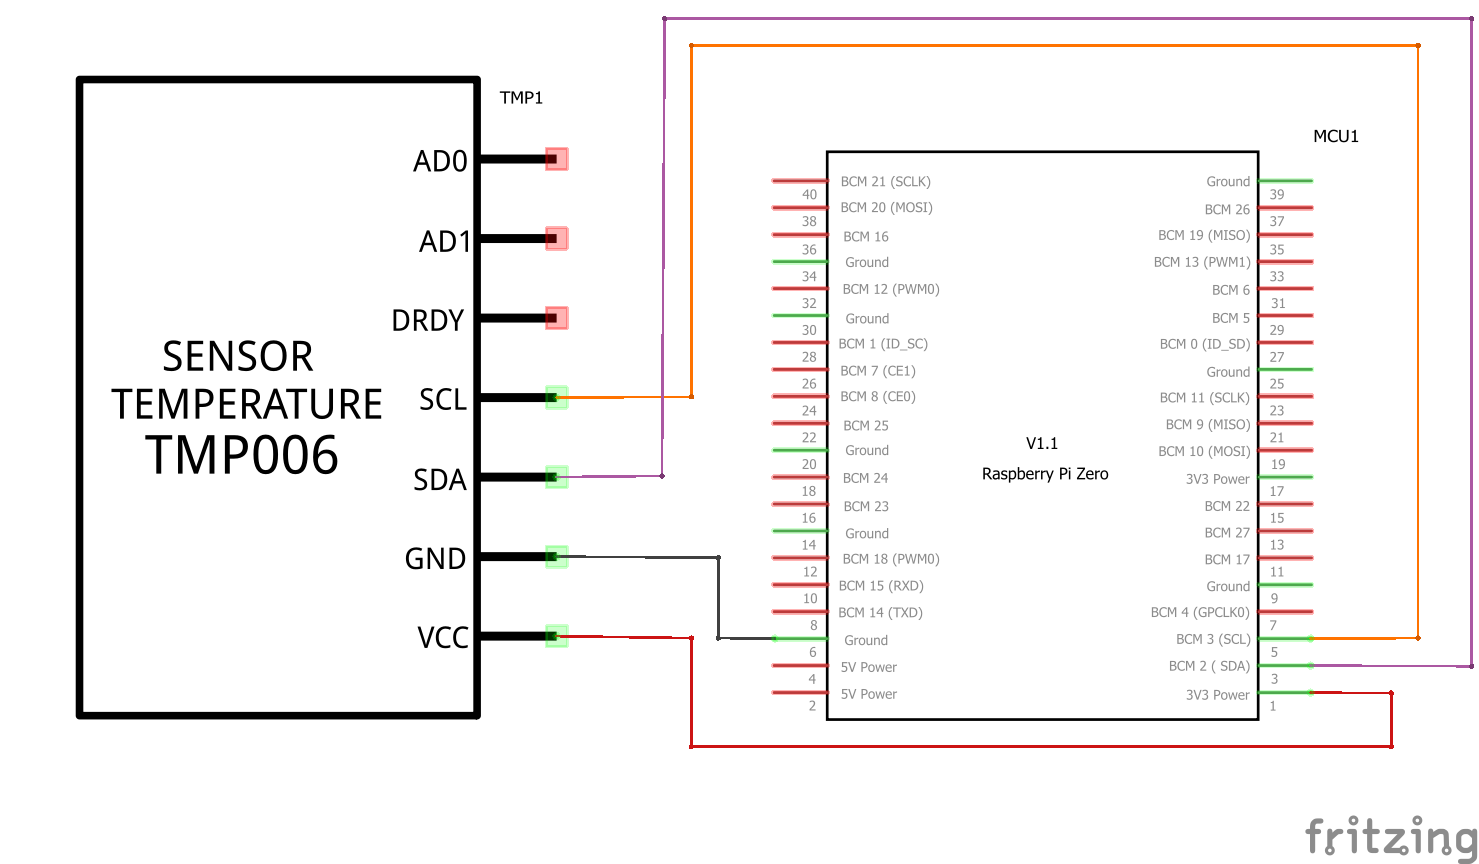 TMP1
AD0
AD1
DRDY
SCL
SDA
GND
VCC
SENSOR
TEMPERATURE
TMP006
MCU1
BCM 21 (SCLK)
40
BCM 20 (MOSI)
38
BCM 16
36
Ground
34
BCM 12 (PWM0)
32
Ground
30
BCM 1 (ID_SC)
28
BCM 7 (CE1)
26
BCM 8 (CE0)
24
BCM 25
22
Ground
20
BCM 24
18
BCM 23
16
Ground
14
BCM 18 (PWM0)
12
BCM 15 (RXD)
10
BCM 14 (TXD)
8
Ground
6
5V Power
4
5V Power
2
V1.1
Raspberry Pi Zero
Ground
39
BCM 26
37
BCM 19 (MISO)
35
BCM 13 (PWM1)
33
BCM 6
31
BCM 5
29
BCM 0 (ID_SD)
27
Ground
25
BCM 11 (SCLK)
23
BCM 9 (MISO)
21
BCM 10 (MOSI)
19
3V3 Power
17
BCM 22
15
BCM 27
13
BCM 17
11
Ground
9
BCM 4 (GPCLK0)
7
BCM 3 (SCL)
5
BCM 2 ( SDA)
3
3V3 Power
1
fritzing